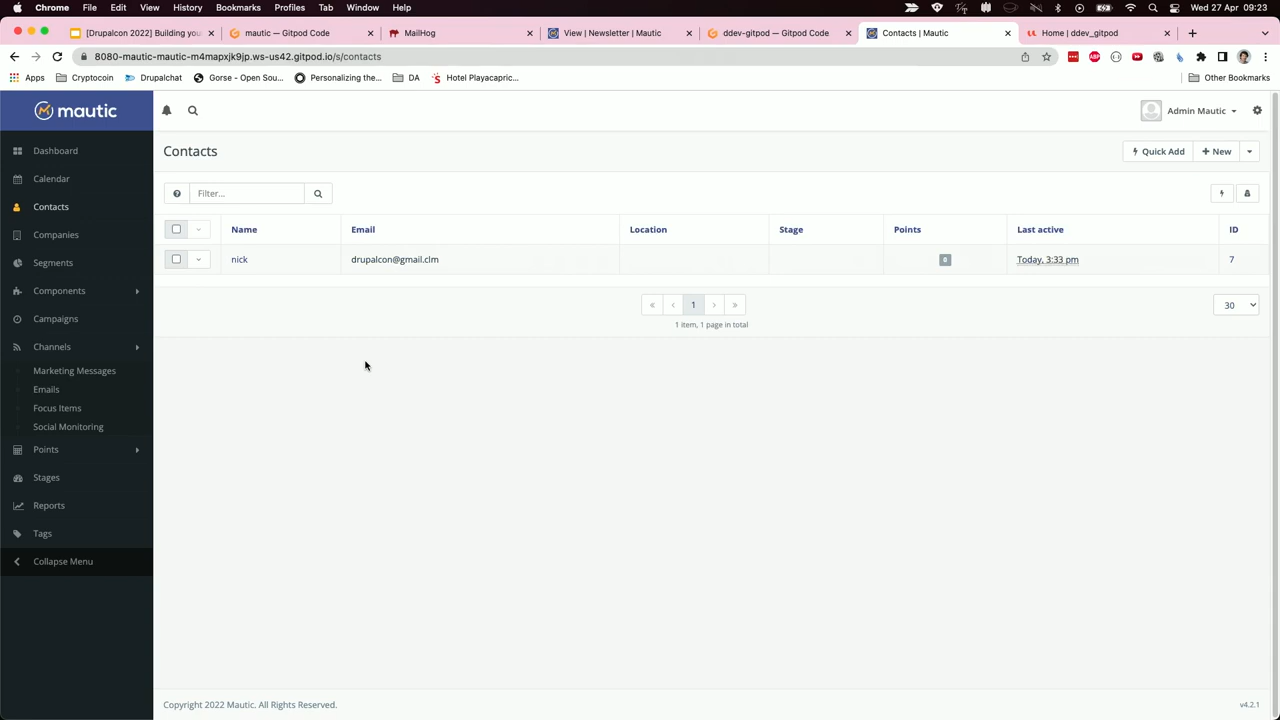 Chrome File Edit View History Bookmarks Profiles Tab Window Help Wed 27 Apr 09:23
[Drupalcon 2022] Building you mautic — Gitpod Code MailHog View | Newsletter | Mautic ddev-gitpod — Gitpod Code Contacts | Mautic Home | ddev_gitpod
8080-mautic-mautic-m4mapxjk9jp.ws-us42.gitpod.io/s/contacts
Apps Cryptocoin Drupalchat Gorse - Open Sou... Personalizing the... DA Hotel Playacapric... Other Bookmarks
mautic
Admin Mautic
Dashboard
Calendar
Contacts
Companies
Segments
Components
Campaigns
Channels
Marketing Messages
Emails
Focus Items
Social Monitoring
Points
Stages
Reports
Tags
Collapse Menu
Contacts
Quick Add + New
Filter...
Name Email Location Stage Points Last active ID
nick drupalcon@gmail.clm 0 Today, 3:33 pm 7
« ‹ 1 › »
30
1 item, 1 page in total
Copyright 2022 Mautic. All Rights Reserved.
v4.2.1